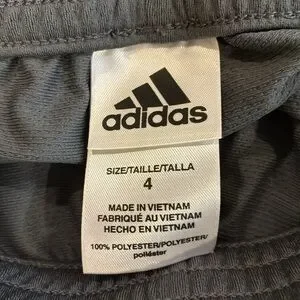 adidas
SIZE/TAILLE/TALLA
4
MADE IN VIETNAM
FABRIQUÉ AU VIETNAM
HECHO EN VIETNAM
100% POLYESTER/POLYESTER/
poliéster